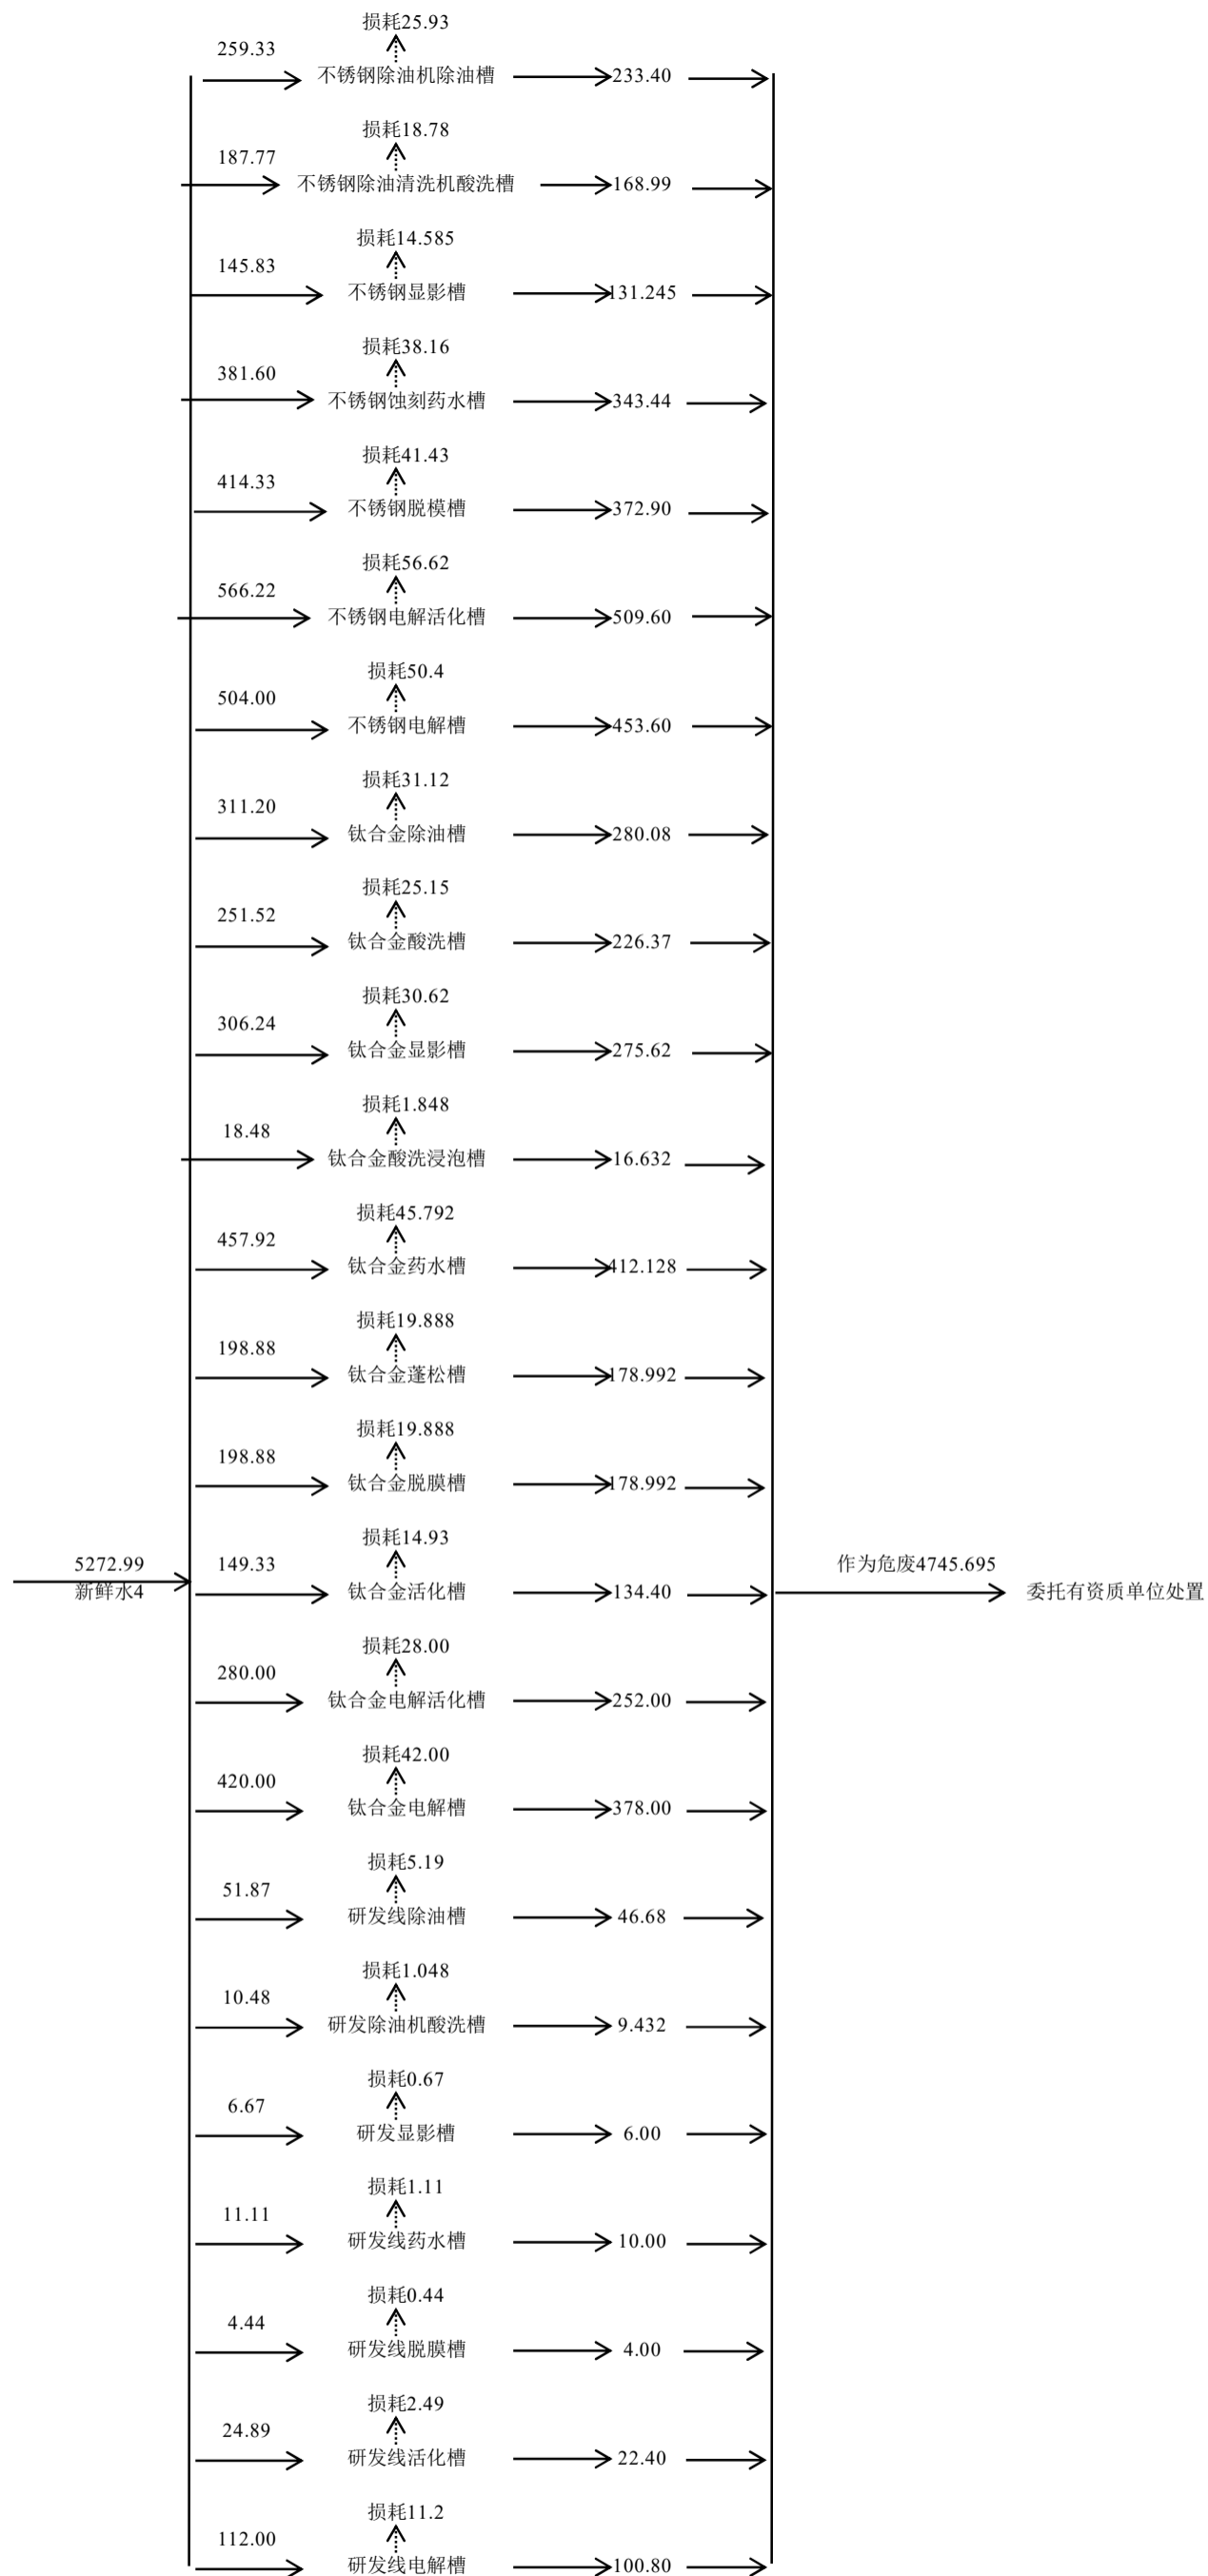 损耗25.93
259.33
不锈钢除油机除油槽 233.40
损耗18.78
187.77
不锈钢除油清洗机酸洗槽 168.99
损耗14.585
145.83
不锈钢显影槽 131.245
损耗38.16
381.60
不锈钢蚀刻药水槽 343.44
损耗41.43
414.33
不锈钢脱模槽 372.90
损耗56.62
566.22
不锈钢电解活化槽 509.60
损耗50.4
504.00
不锈钢电解槽 453.60
损耗31.12
311.20
钛合金除油槽 280.08
损耗25.15
251.52
钛合金酸洗槽 226.37
损耗30.62
306.24
钛合金显影槽 275.62
损耗1.848
18.48
钛合金酸洗浸泡槽 16.632
损耗45.792
457.92
钛合金药水槽 412.128
损耗19.888
198.88
钛合金蓬松槽 178.992
损耗19.888
198.88
钛合金脱膜槽 178.992
损耗14.93
5272.99 149.33 作为危废4745.695
新鲜水4 钛合金活化槽 134.40 委托有资质单位处置
损耗28.00
280.00
钛合金电解活化槽 252.00
损耗42.00
420.00
钛合金电解槽 378.00
损耗5.19
51.87
研发线除油槽 46.68
损耗1.048
10.48
研发除油机酸洗槽 9.432
损耗0.67
6.67
研发显影槽 6.00
损耗1.11
11.11
研发线药水槽 10.00
损耗0.44
4.44
研发线脱膜槽 4.00
损耗2.49
24.89
研发线活化槽 22.40
损耗11.2
112.00
研发线电解槽 100.80